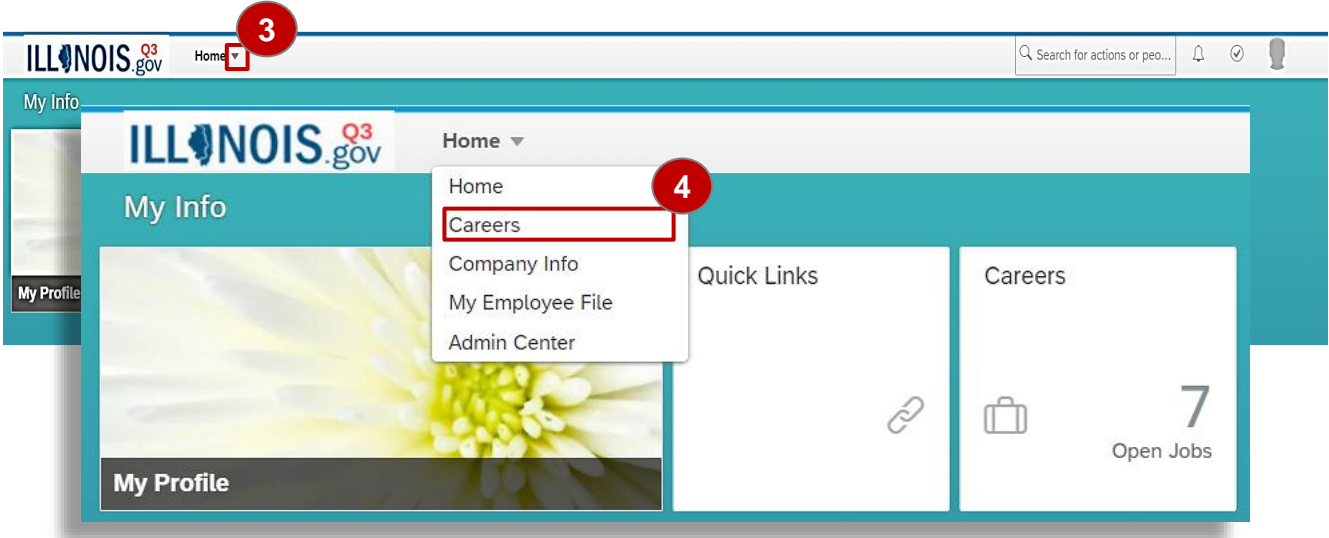 3
ILLINOIS.gov Q3
Home
Search for actions or peo...
My Info
My Profile
ILLINOIS.gov Q3
Home
My Info
Home
4
Careers
Company Info
My Employee File
Admin Center
Quick Links
Careers
7
Open Jobs
My Profile